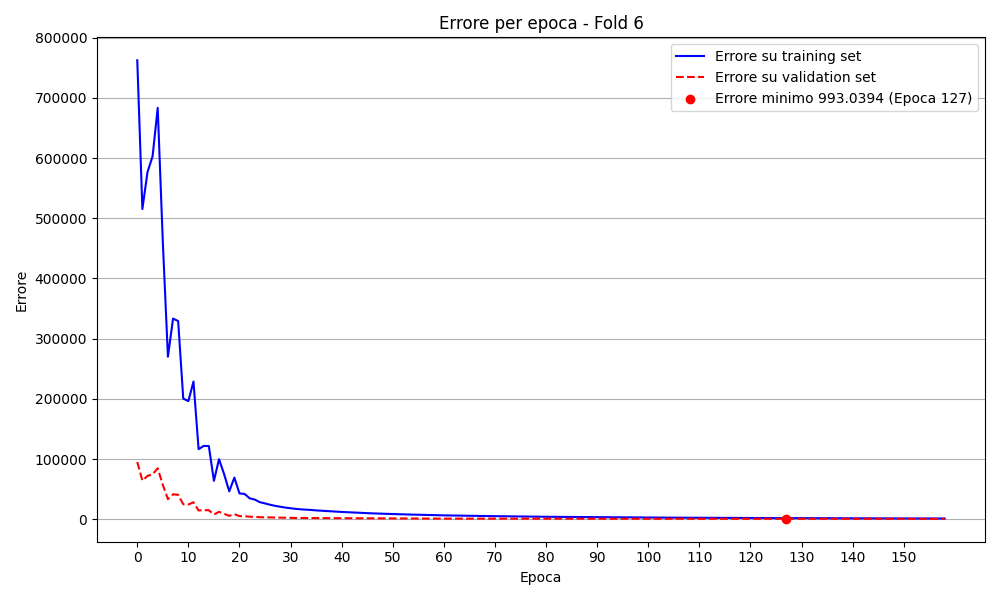 Errore per epoca - Fold 6
800000
700000
600000
500000
400000
300000
200000
100000
0
Errore
Errore su training set
Errore su validation set
Errore minimo 993.0394 (Epoca 127)
0 10 20 30 40 50 60 70 80 90 100 110 120 130 140 150
Epoca